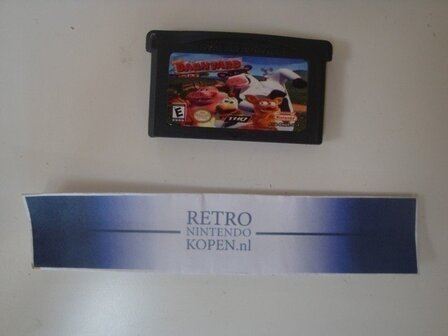 BARNYARD
E
THQ
RETRO
NINTENDO
KOPEN.nl